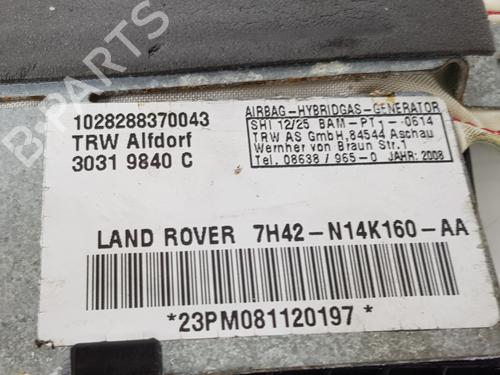 1028288370043
TRW Alfdorf
3031 9840 C
AIRBAG-HYBRIDGAS-GENERATOR
SHI 12/25 BAM-PT1-0614
TRW AS GmbH, 84544 Aschau
Wernher von Braun Str.1
Tel. 08638/ 965-0 JAHR: 2008
LAND ROVER 7H42-N14K160-AA
*23PM081120197*
B-PARTS